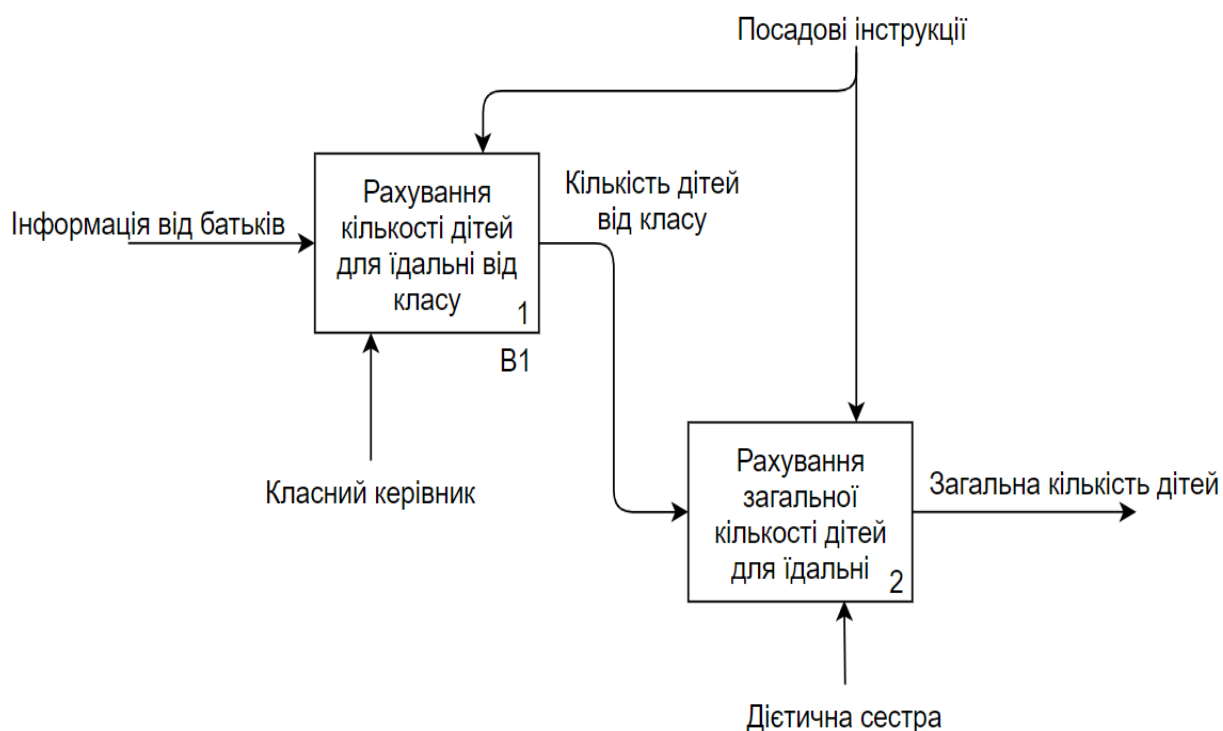 Посадові інструкції
Інформація від батьків
Рахування
кількості дітей
для їдальні від
класу
1
B1
Кількість дітей
від класу
Класний керівник
Рахування
загальної
кількості дітей
для їдальні
2
Загальна кількість дітей
Дієтична сестра